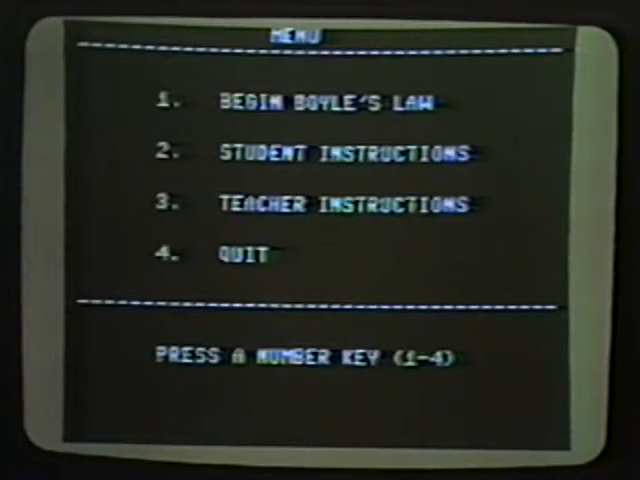 MENU
1. BEGIN BOYLE'S LAW
2. STUDENT INSTRUCTIONS
3. TEACHER INSTRUCTIONS
4. QUIT
PRESS A NUMBER KEY (1-4)